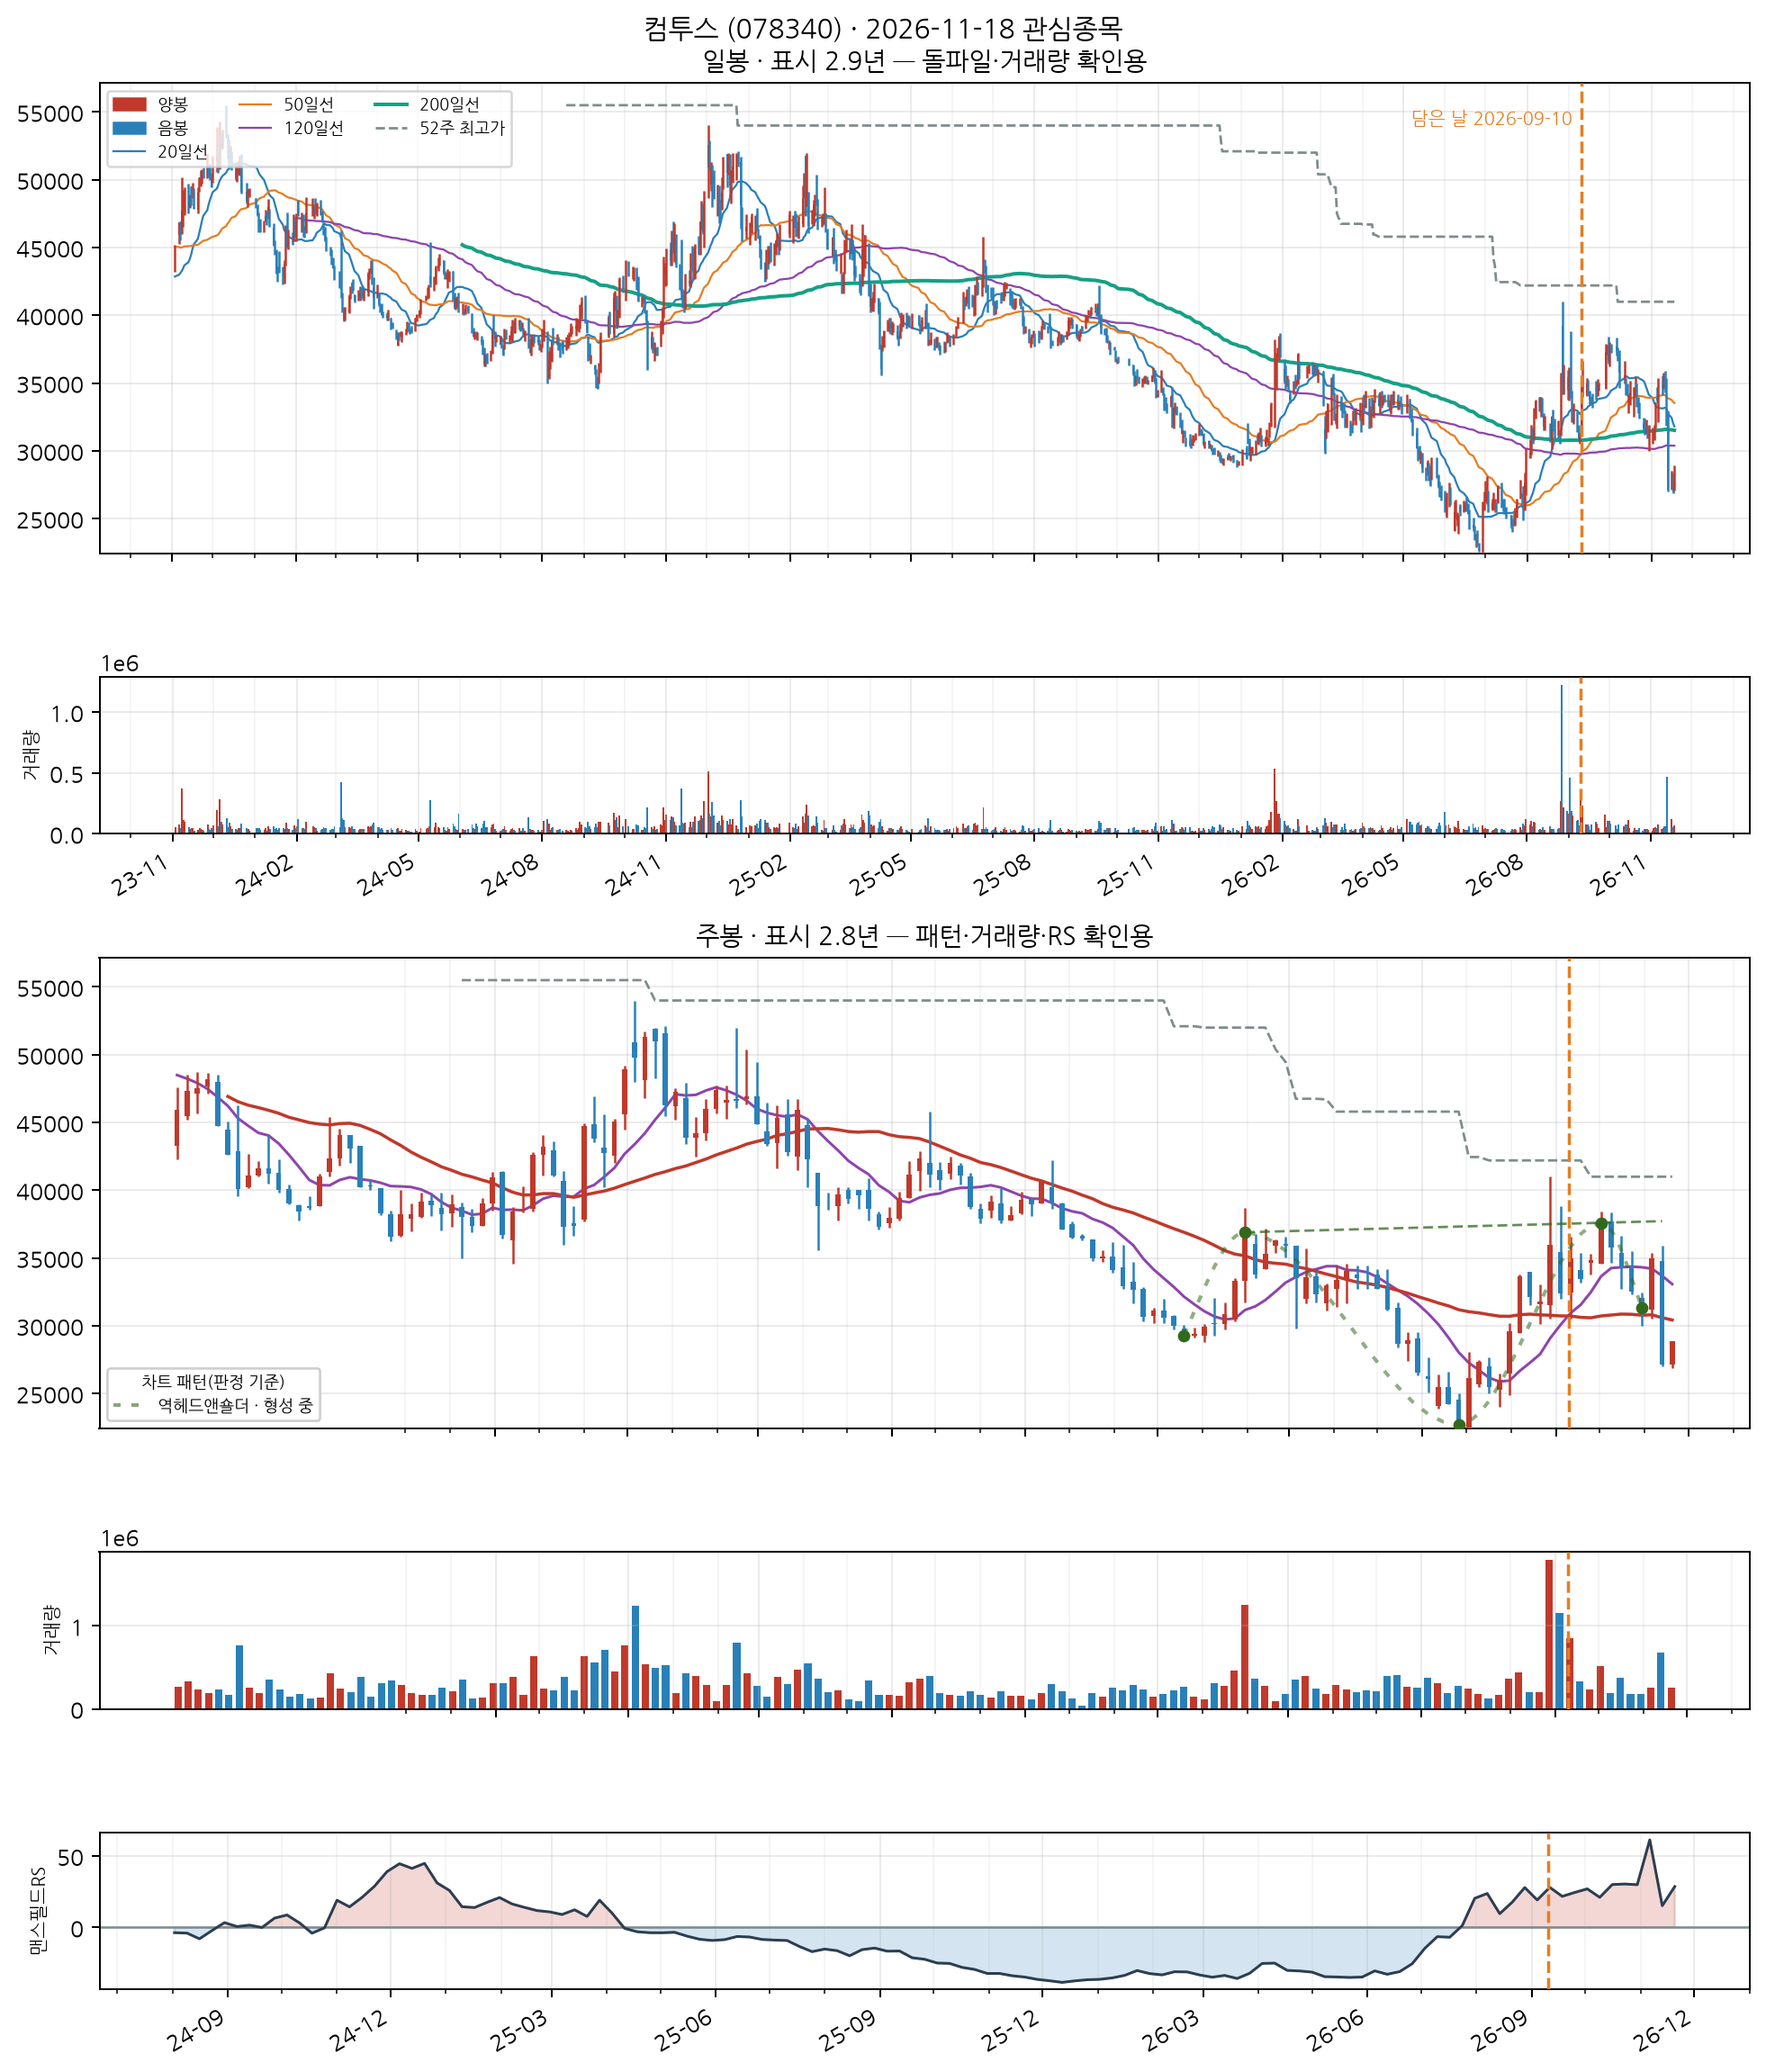 컴투스 (078340) · 2026-11-18 관심종목
일봉 · 표시 2.9년 — 돌파일·거래량 확인용
양봉
음봉
20일선
50일선
120일선
200일선
52주 최고가
담은 날 2026-09-10
55000
50000
45000
40000
35000
30000
25000
1e6
거래량
1.0
0.5
0.0
23-11
24-02
24-05
24-08
24-11
25-02
25-05
25-08
25-11
26-02
26-05
26-08
26-11
주봉 · 표시 2.8년 — 패턴·거래량·RS 확인용
55000
50000
45000
40000
35000
30000
25000
차트 패턴(판정 기준)
역헤드앤숄더 · 형성 중
1e6
거래량
1
0
맨스필드RS
50
0
24-09
24-12
25-03
25-06
25-09
25-12
26-03
26-06
26-09
26-12